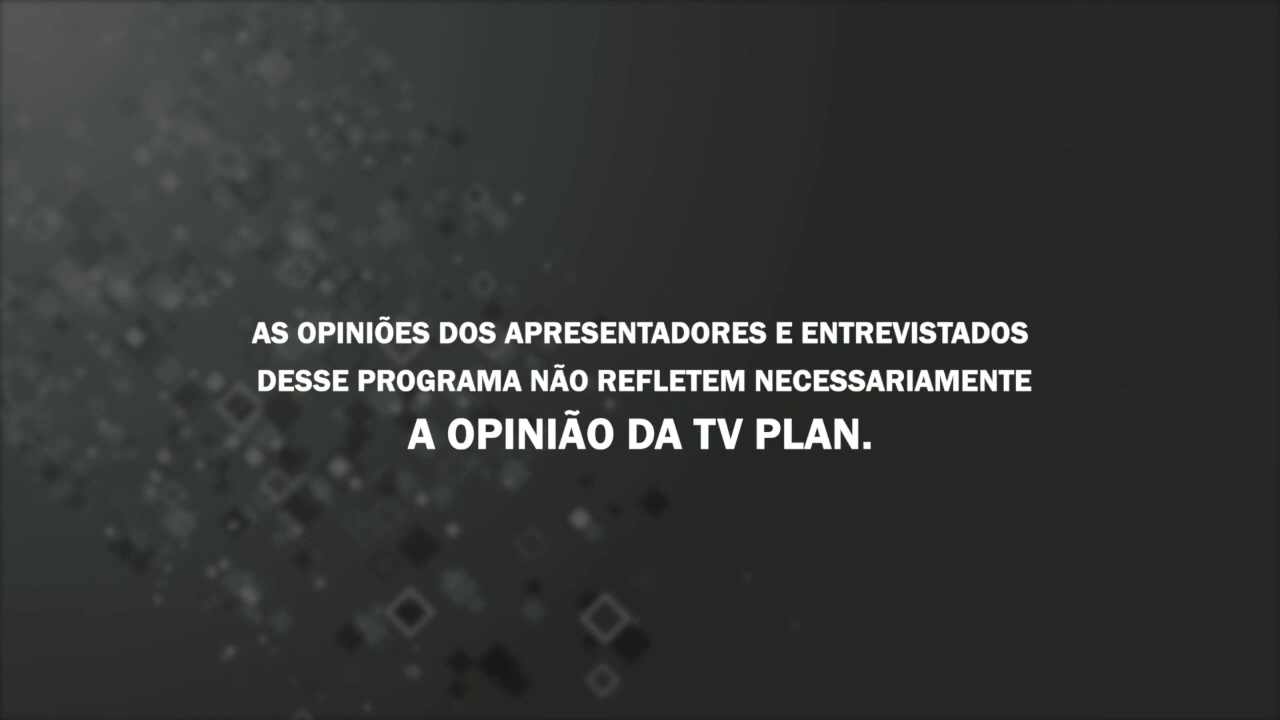 AS OPINIÕES DOS APRESENTADORES E ENTREVISTADOS
DESSE PROGRAMA NÃO REFLETEM NECESSARIAMENTE
A OPINIÃO DA TV PLAN.